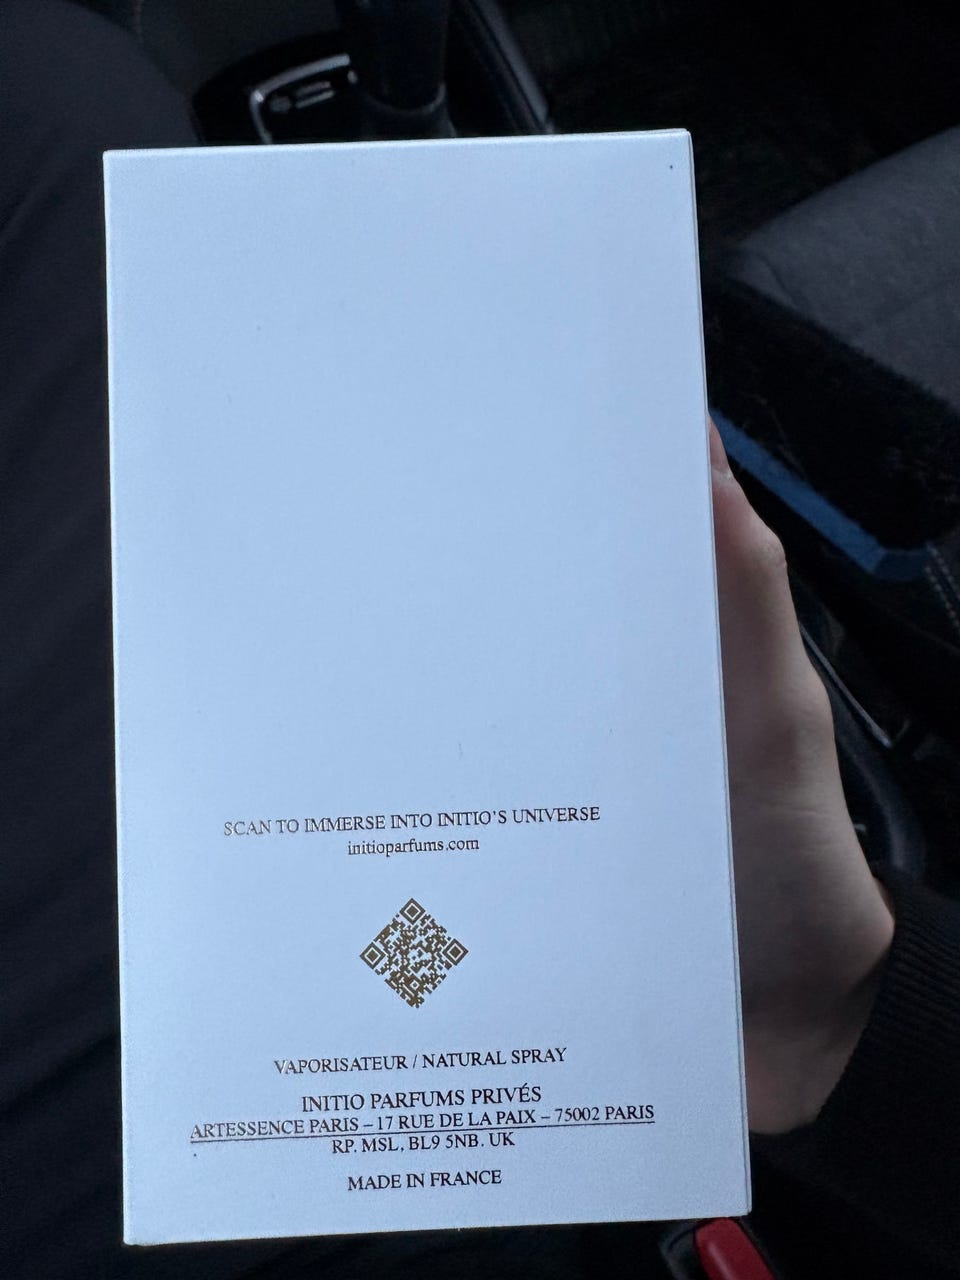 SCAN TO IMMERSE INTO INITIO'S UNIVERSE
initioparfums.com
VAPORISATEUR / NATURAL SPRAY
INITIO PARFUMS PRIVÉS
ARTESSENCE PARIS – 17 RUE DE LA PAIX – 75002 PARIS
RP. MSL, BL9 5NB. UK
MADE IN FRANCE